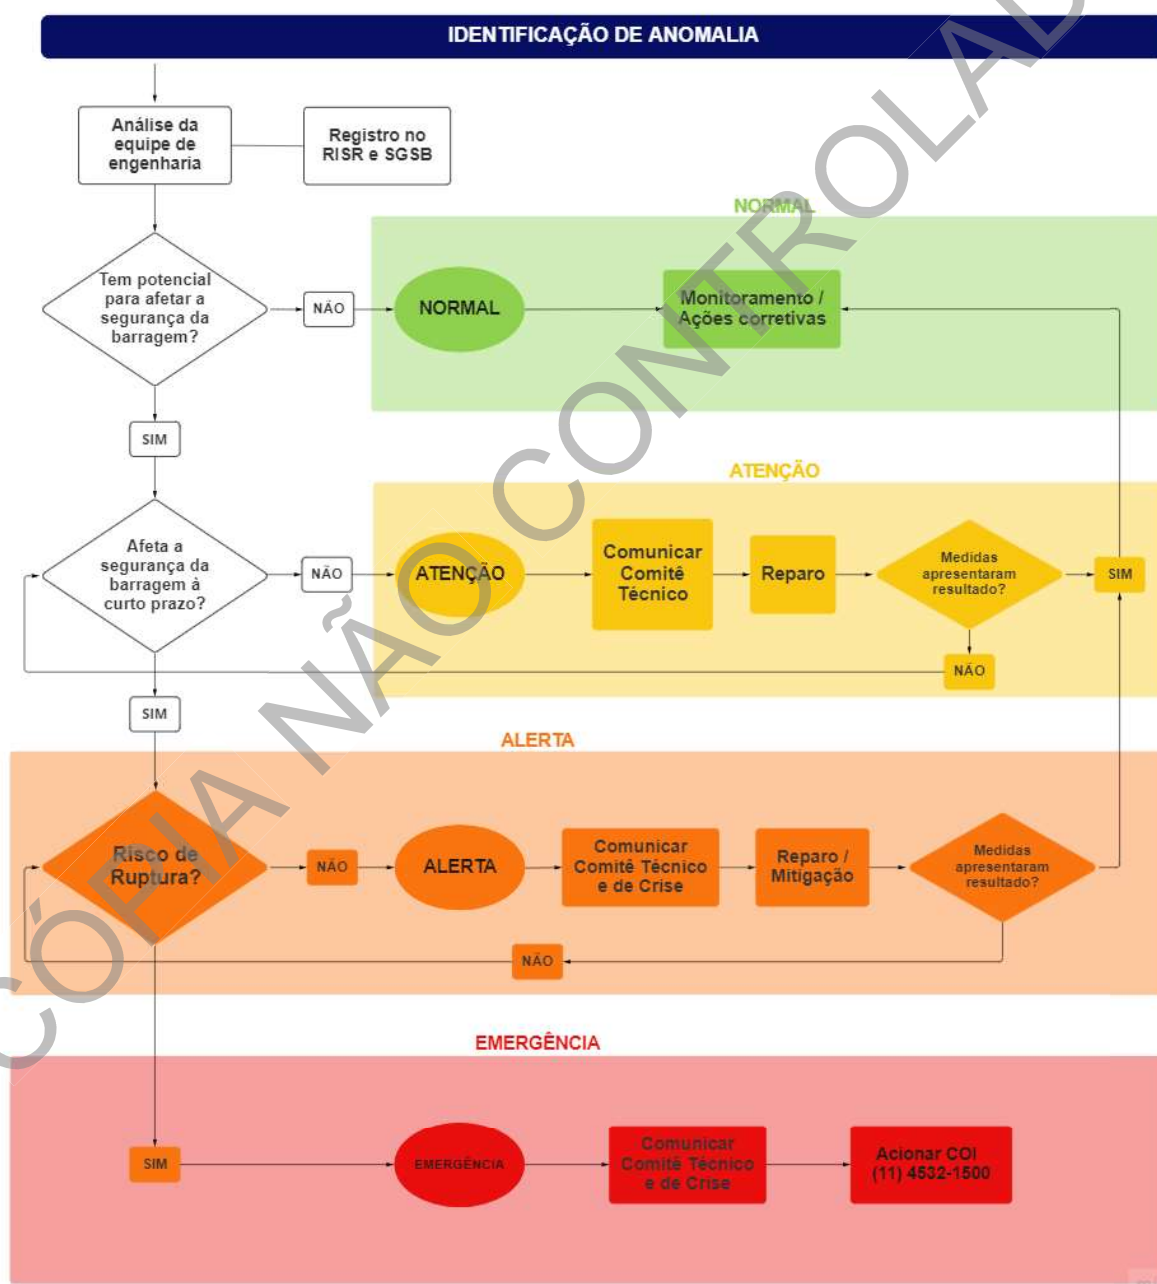 IDENTIFICAÇÃO DE ANOMALIA
Análise da
equipe de
engenharia
Registro no
RISR e SGSB
NORMAL
Tem potencial
para afetar a
segurança da
barragem?
NÃO
NORMAL
Monitoramento /
Ações corretivas
SIM
ATENÇÃO
Afeta a
segurança da
barragem à
curto prazo?
NÃO
ATENÇÃO
Comunicar
Comitê
Técnico
Reparo
Medidas
apresentaram
resultado?
SIM
NÃO
SIM
ALERTA
Risco de
Ruptura?
NÃO
ALERTA
Comunicar
Comitê Técnico
e de Crise
Reparo /
Mitigação
Medidas
apresentaram
resultado?
NÃO
EMERGÊNCIA
SIM
EMERGÊNCIA
Comunicar
Comitê Técnico
e de Crise
Acionar COI
(11) 4532-1500
CÓPIA NÃO CONTROLAD